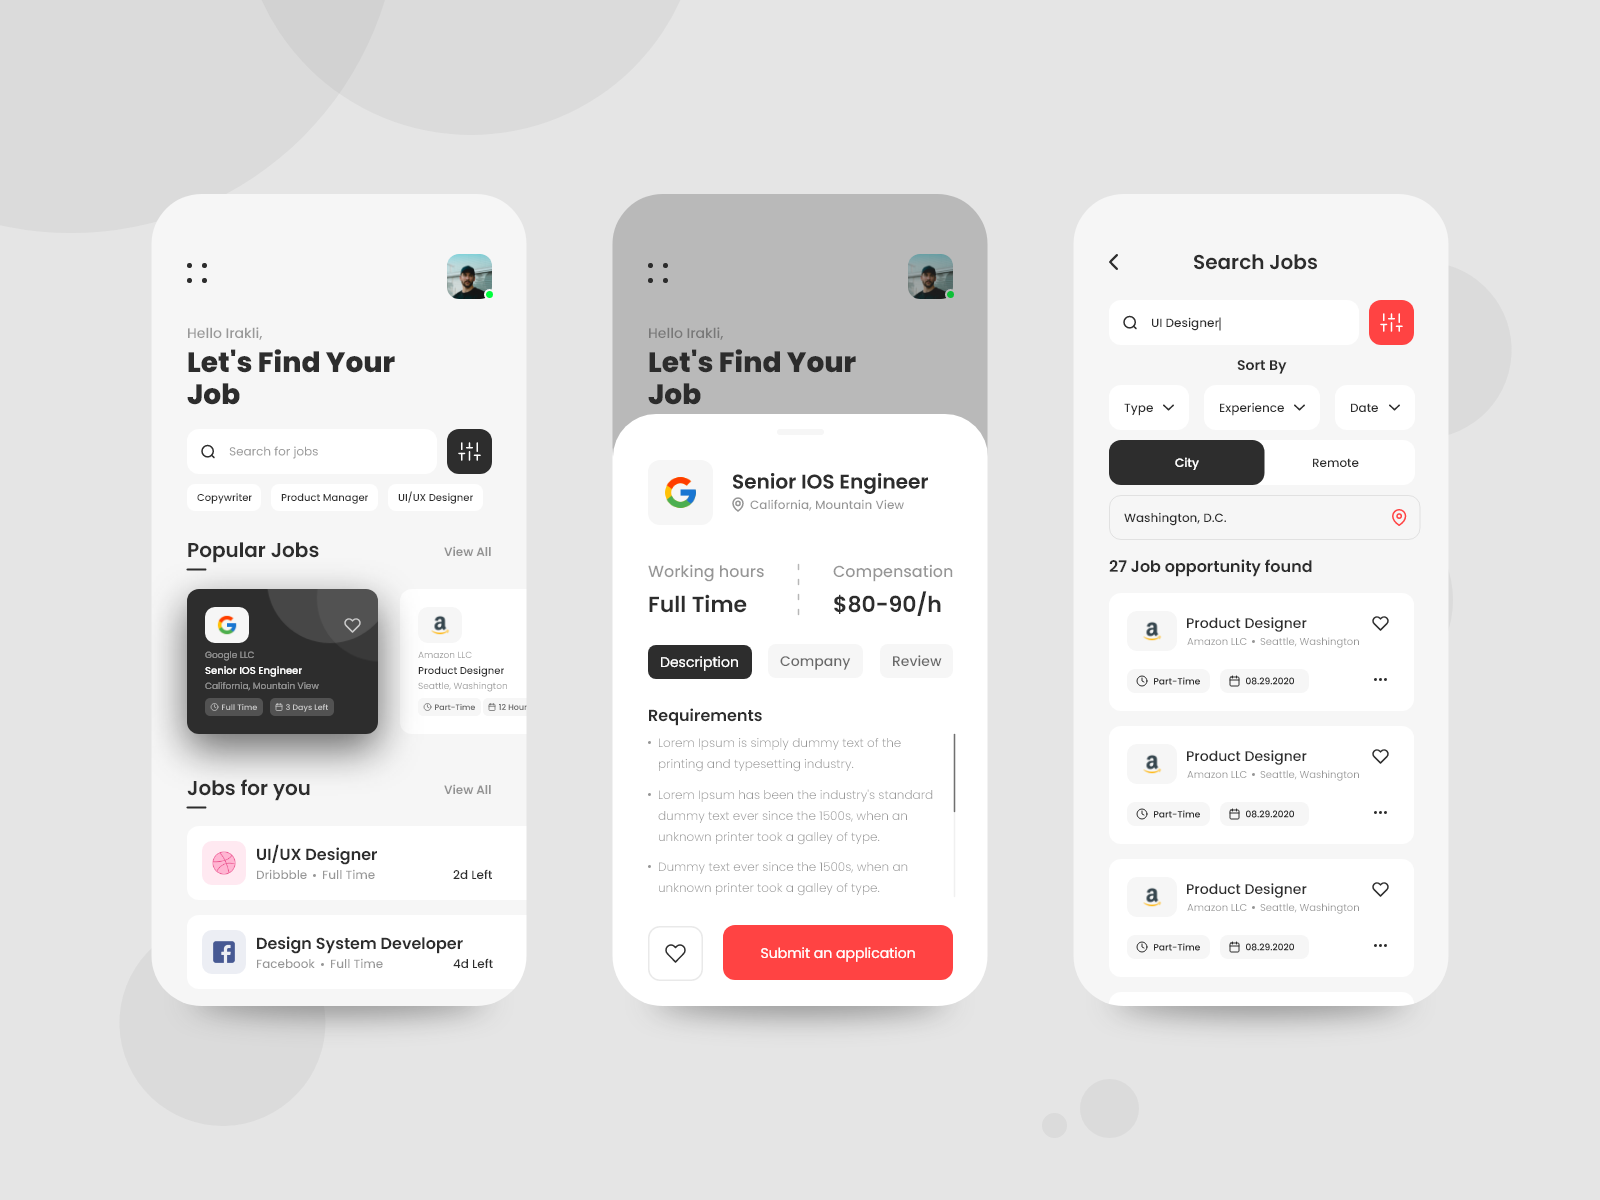 Hello Irakli,
Let's Find Your
Job
Search for jobs
Copywriter
Product Manager
UI/UX Designer
Popular Jobs
View All
Google LLC
Senior IOS Engineer
California, Mountain View
Full Time
3 Days Left
a
Amazon LLC
Product Designer
Seattle, Washington
Part-Time
12 Hour
Jobs for you
View All
UI/UX Designer
Dribbble • Full Time
2d Left
Design System Developer
Facebook • Full Time
4d Left
Hello Irakli,
Let's Find Your
Job
Senior IOS Engineer
California, Mountain View
Working hours
Full Time
Compensation
$80-90/h
Description
Company
Review
Requirements
• Lorem Ipsum is simply dummy text of the
printing and typesetting industry.
• Lorem Ipsum has been the industry's standard
dummy text ever since the 1500s, when an
unknown printer took a galley of type.
• Dummy text ever since the 1500s, when an
unknown printer took a galley of type.
Submit an application
Search Jobs
UI Designer
Sort By
Type
Experience
Date
City
Remote
Washington, D.C.
27 Job opportunity found
a
Product Designer
Amazon LLC • Seattle, Washington
Part-Time
08.29.2020
a
Product Designer
Amazon LLC • Seattle, Washington
Part-Time
08.29.2020
a
Product Designer
Amazon LLC • Seattle, Washington
Part-Time
08.29.2020